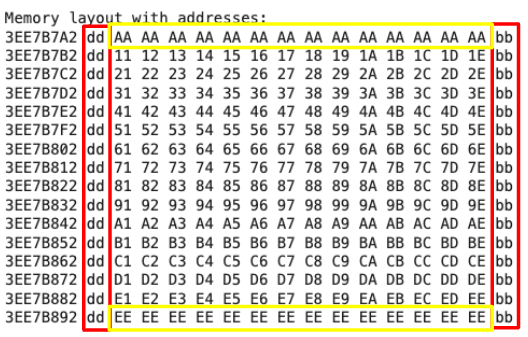 Memory layout with addresses:
3EE7B7A2 dd AA AA AA AA AA AA AA AA AA AA AA AA AA AA bb
3EE7B7B2 dd 11 12 13 14 15 16 17 18 19 1A 1B 1C 1D 1E bb
3EE7B7C2 dd 21 22 23 24 25 26 27 28 29 2A 2B 2C 2D 2E bb
3EE7B7D2 dd 31 32 33 34 35 36 37 38 39 3A 3B 3C 3D 3E bb
3EE7B7E2 dd 41 42 43 44 45 46 47 48 49 4A 4B 4C 4D 4E bb
3EE7B7F2 dd 51 52 53 54 55 56 57 58 59 5A 5B 5C 5D 5E bb
3EE7B802 dd 61 62 63 64 65 66 67 68 69 6A 6B 6C 6D 6E bb
3EE7B812 dd 71 72 73 74 75 76 77 78 79 7A 7B 7C 7D 7E bb
3EE7B822 dd 81 82 83 84 85 86 87 88 89 8A 8B 8C 8D 8E bb
3EE7B832 dd 91 92 93 94 95 96 97 98 99 9A 9B 9C 9D 9E bb
3EE7B842 dd A1 A2 A3 A4 A5 A6 A7 A8 A9 AA AB AC AD AE bb
3EE7B852 dd B1 B2 B3 B4 B5 B6 B7 B8 B9 BA BB BC BD BE bb
3EE7B862 dd C1 C2 C3 C4 C5 C6 C7 C8 C9 CA CB CC CD CE bb
3EE7B872 dd D1 D2 D3 D4 D5 D6 D7 D8 D9 DA DB DC DD DE bb
3EE7B882 dd E1 E2 E3 E4 E5 E6 E7 E8 E9 EA EB EC ED EE bb
3EE7B892 dd EE EE EE EE EE EE EE EE EE EE EE EE EE EE bb